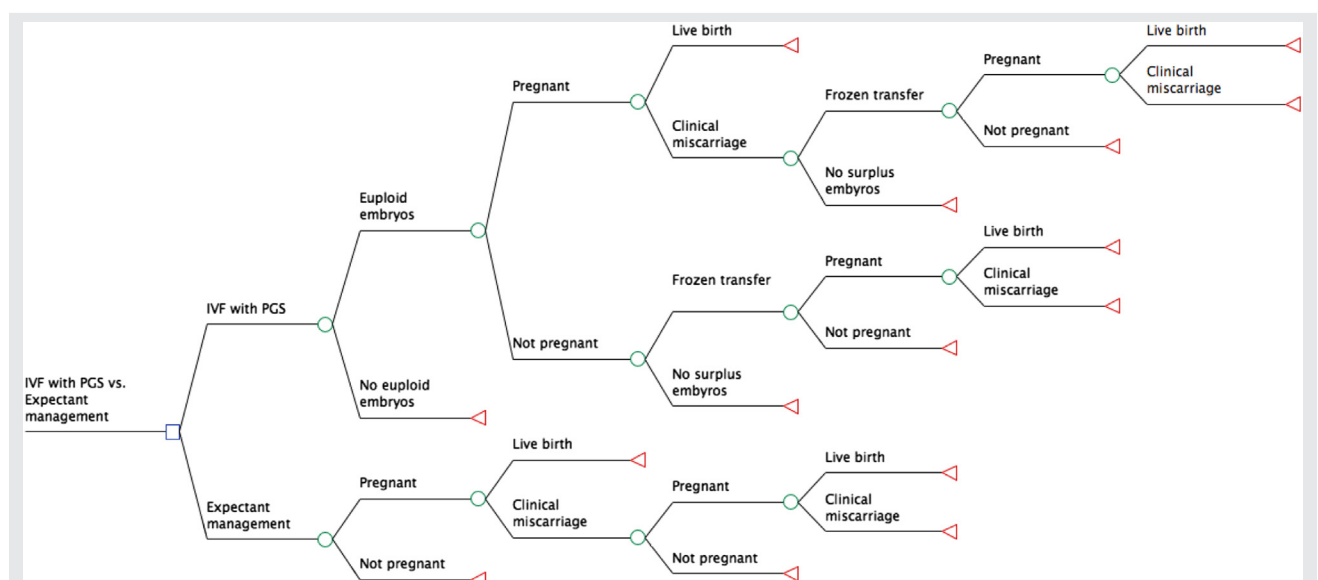 Live birth
Live birth
Pregnant
Clinical
miscarriage
Pregnant
Frozen transfer
Clinical
miscarriage
Not pregnant
No surplus
embyros
Euploid
embryos
Live birth
Pregnant
Clinical
miscarriage
Frozen transfer
IVF with PGS
Not pregnant
Not pregnant
No surplus
embyros
IVF with PGS vs.
Expectant
management
No euploid
embryos
Live birth
Live birth
Pregnant
Pregnant
Clinical
miscarriage
Expectant
management
Clinical
miscarriage
Not pregnant
Not pregnant